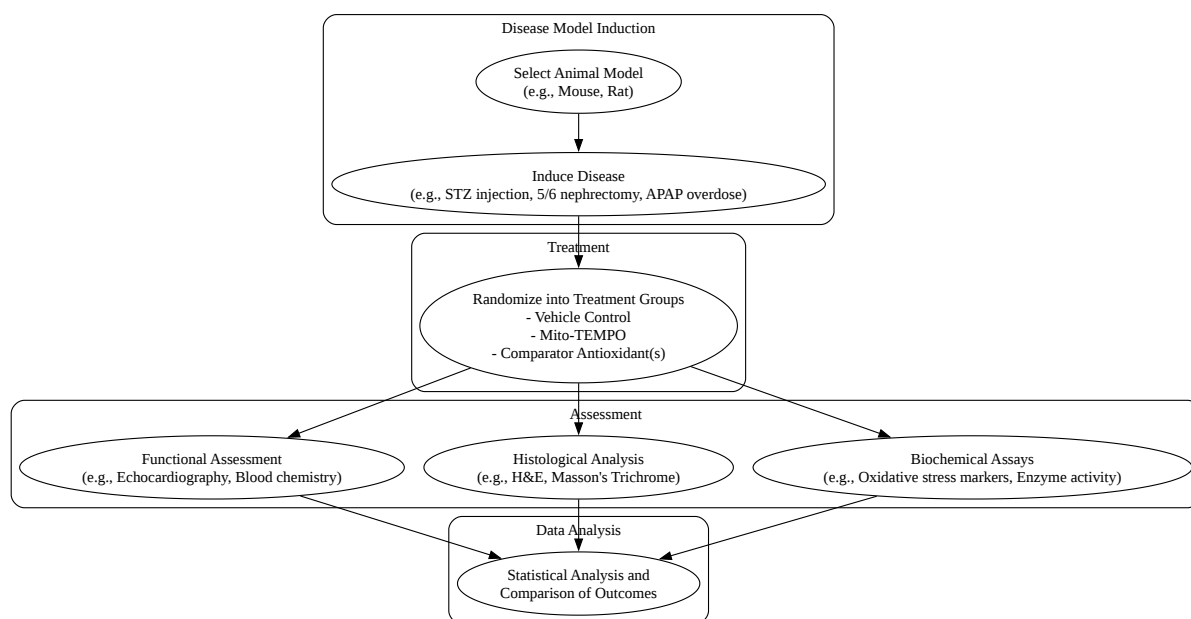 Disease Model Induction
Select Animal Model
(e.g., Mouse, Rat)
Induce Disease
(e.g., STZ injection, 5/6 nephrectomy, APAP overdose)
Treatment
Randomize into Treatment Groups
- Vehicle Control
- Mito-TEMPO
- Comparator Antioxidant(s)
Assessment
Functional Assessment
(e.g., Echocardiography, Blood chemistry)
Histological Analysis
(e.g., H&E, Masson's Trichrome)
Biochemical Assays
(e.g., Oxidative stress markers, Enzyme activity)
Data Analysis
Statistical Analysis and
Comparison of Outcomes